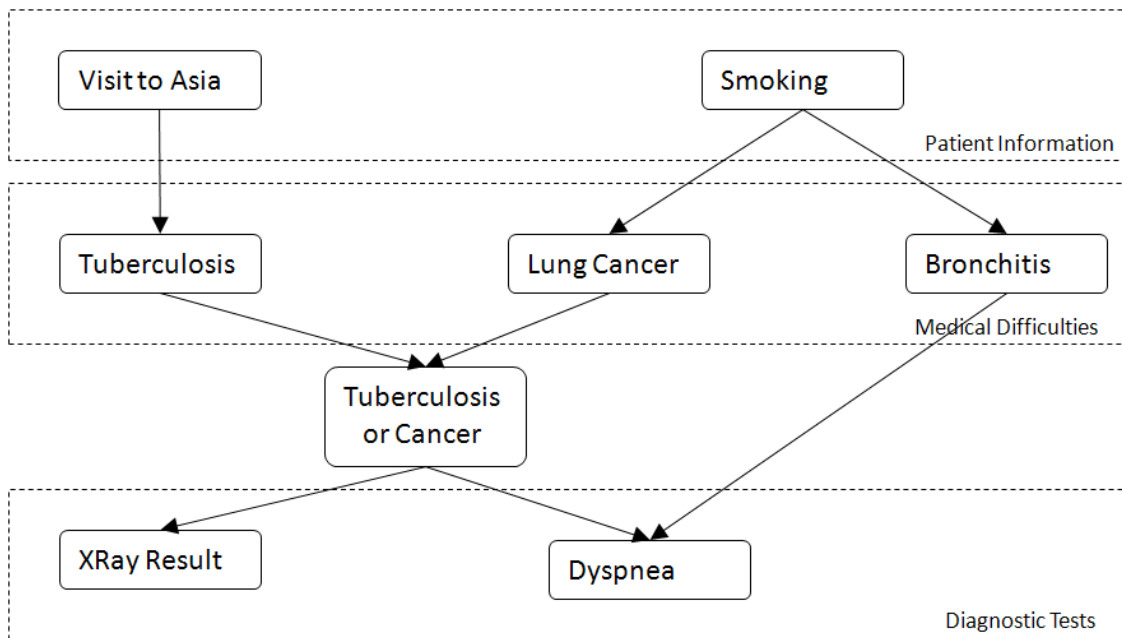 Visit to Asia
Smoking
Patient Information
Tuberculosis
Lung Cancer
Bronchitis
Medical Difficulties
Tuberculosis
or Cancer
XRay Result
Dyspnea
Diagnostic Tests